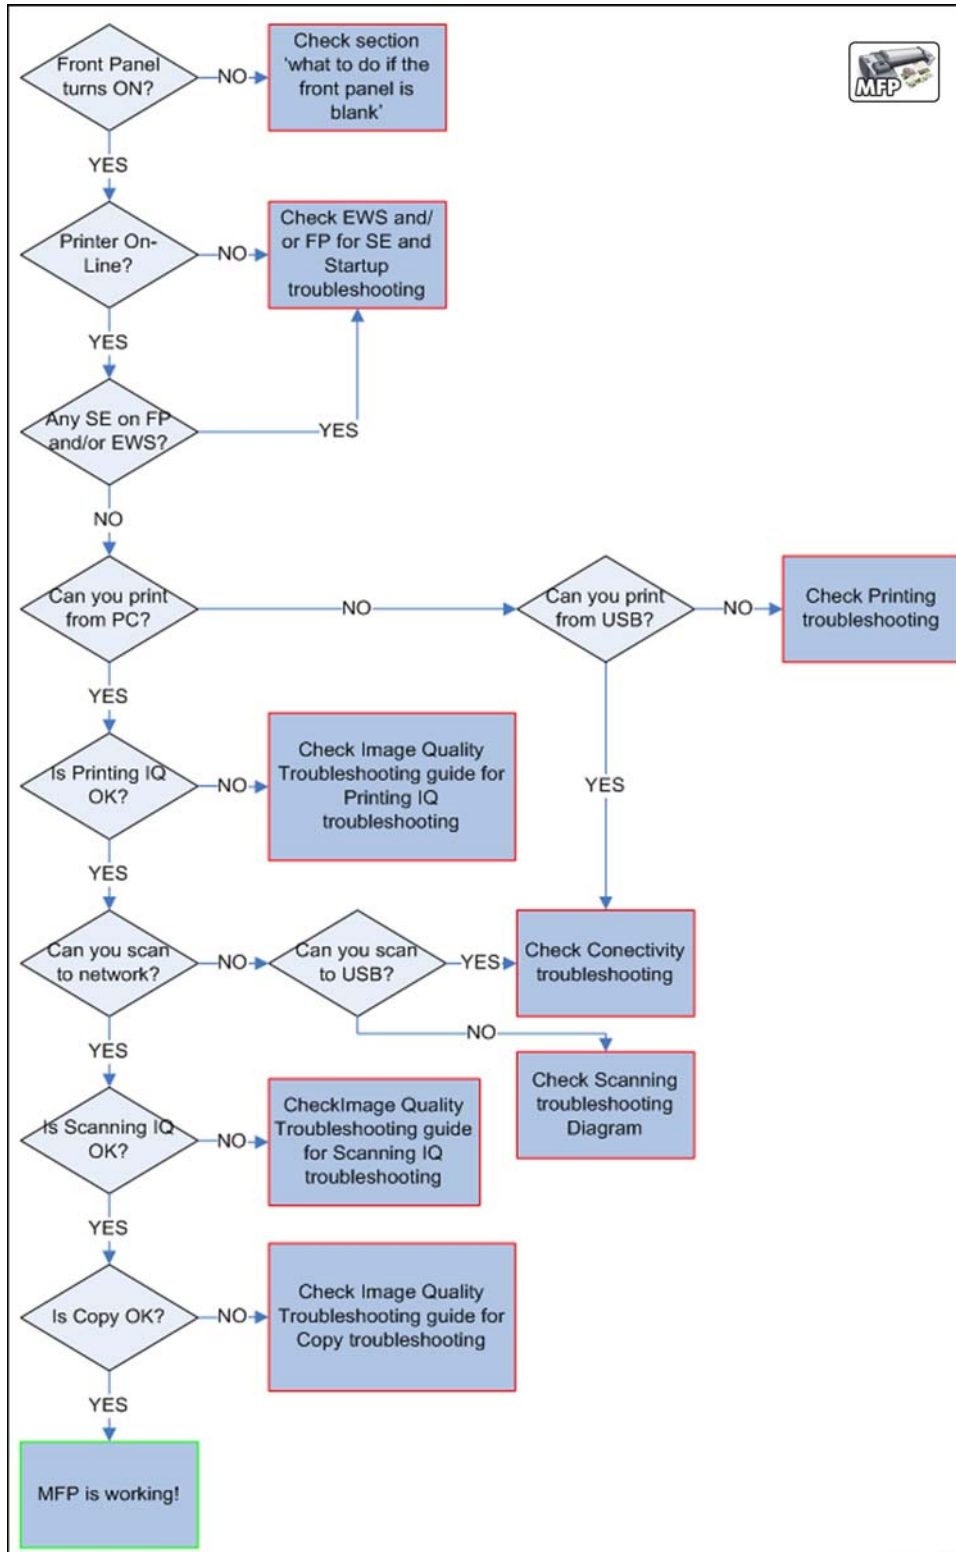 Front Panel
turns ON?
NO
Check section
‘what to do if the
front panel is
blank’
MFP
YES
Printer On-
Line?
NO
Check EWS and/
or FP for SE and
Startup
troubleshooting
YES
Any SE on FP
and/or EWS?
YES
NO
Can you print
from PC?
NO
Can you print
from USB?
NO
Check Printing
troubleshooting
YES
Is Printing IQ
OK?
NO
Check Image Quality
Troubleshooting guide for
Printing IQ
troubleshooting
YES
YES
Can you scan
to network?
NO
Can you scan
to USB?
YES
Check Conectivity
troubleshooting
NO
Check Scanning
troubleshooting
Diagram
YES
Is Scanning IQ
OK?
NO
CheckImage Quality
Troubleshooting guide
for Scanning IQ
troubleshooting
YES
Is Copy OK?
NO
Check Image Quality
Troubleshooting guide for
Copy troubleshooting
YES
MFP is working!